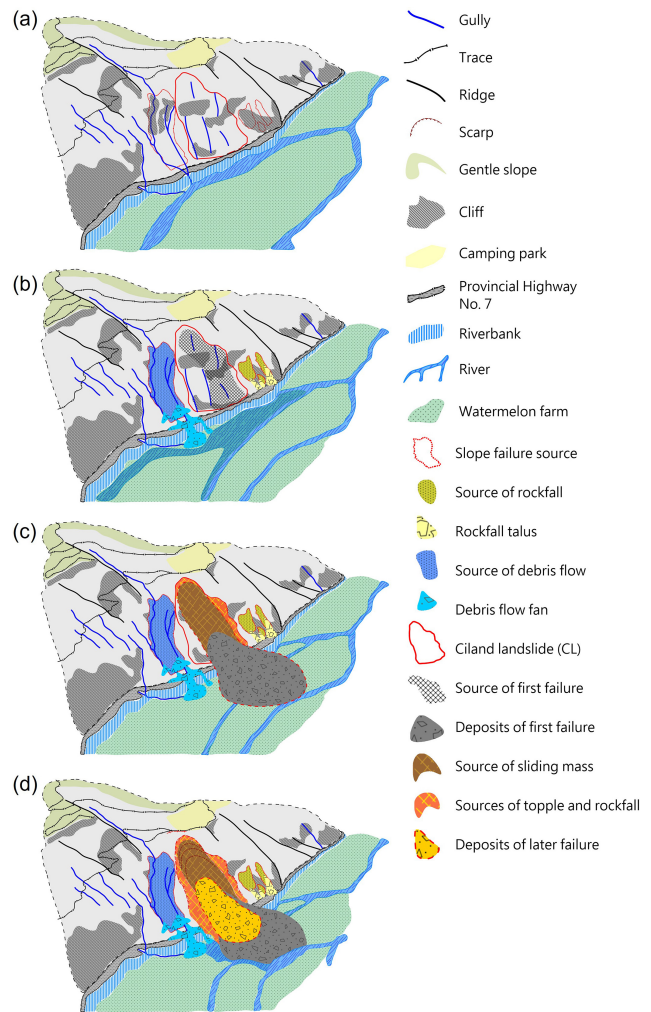 (a)
(b)
(c)
(d)
Gully
Trace
Ridge
Scarp
Gentle slope
Cliff
Camping park
Provincial Highway
No. 7
Riverbank
River
Watermelon farm
Slope failure source
Source of rockfall
Rockfall talus
Source of debris flow
Debris flow fan
Ciland landslide (CL)
Source of first failure
Deposits of first failure
Source of sliding mass
Sources of topple and rockfall
Deposits of later failure